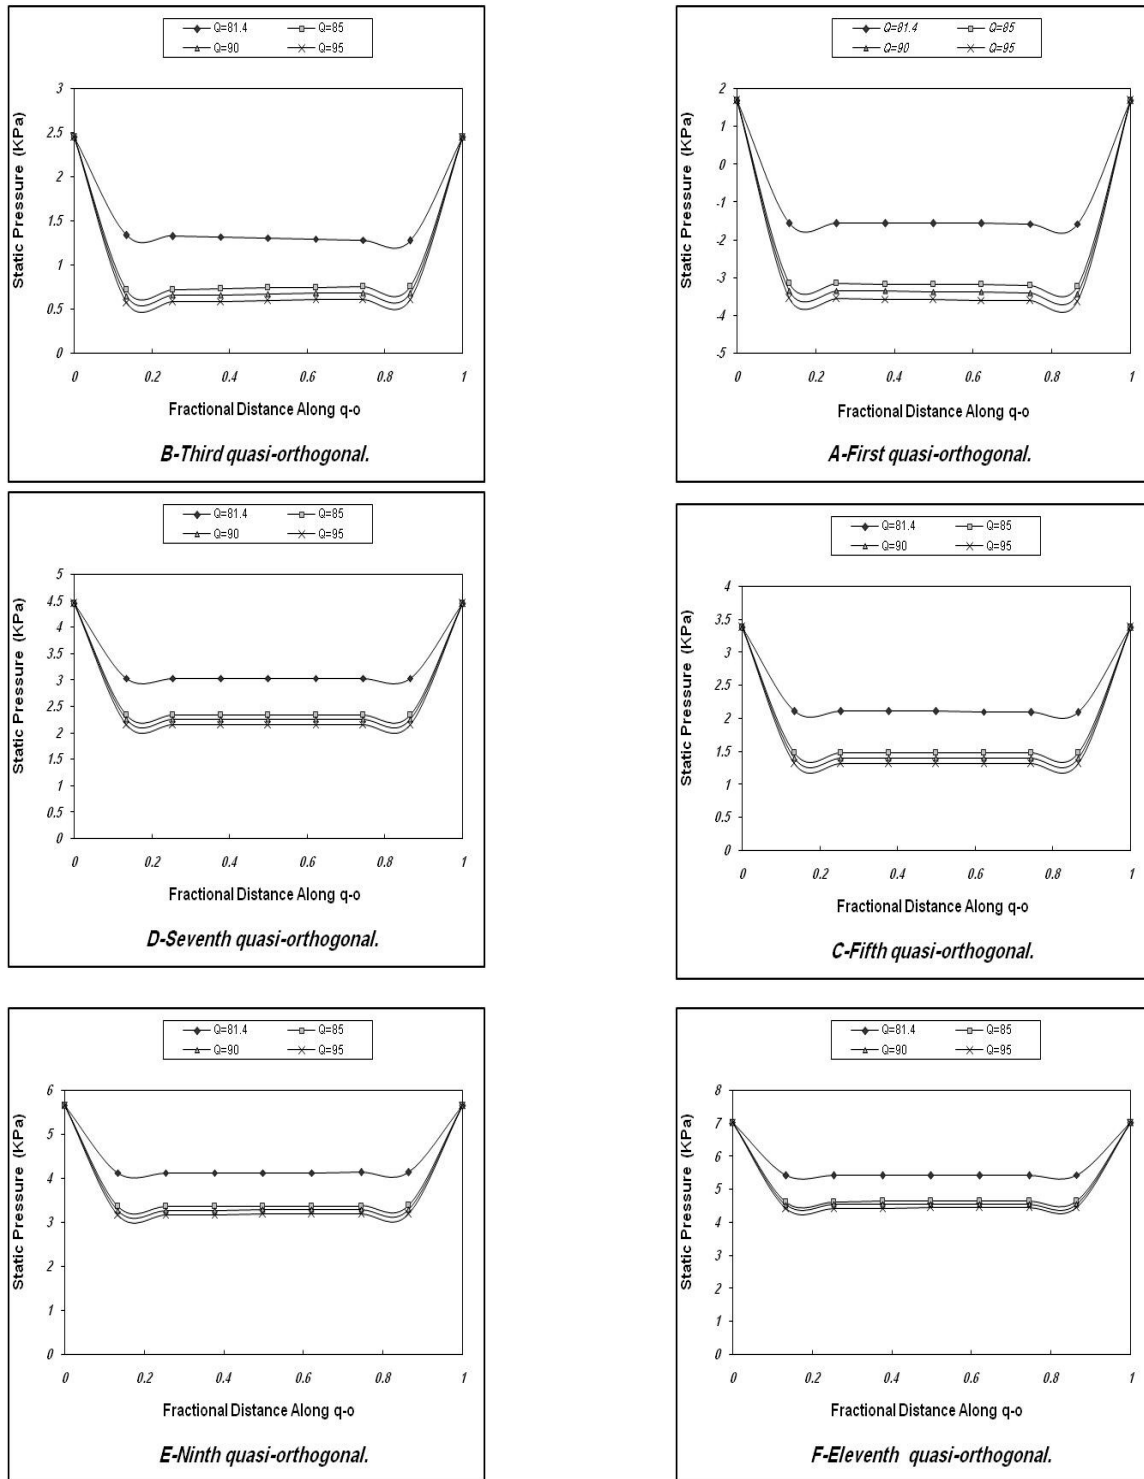 Q=81.4 Q=85
Q=90 Q=95
Static Pressure (KPa)
3
2.5
2
1.5
1
0.5
0
0 0.2 0.4 0.6 0.8 1
Fractional Distance Along q-o
B-Third quasi-orthogonal.
Q=81.4 Q=85
Q=90 Q=95
Static Pressure (KPa)
2
1
0
-1
-2
-3
-4
-5
0 0.2 0.4 0.6 0.8 1
Fractional Distance Along q-o
A-First quasi-orthogonal.
Q=81.4 Q=85
Q=90 Q=95
Static Pressure (KPa)
5
4.5
4
3.5
3
2.5
2
1.5
1
0.5
0
0 0.2 0.4 0.6 0.8 1
Fractional Distance Along q-o
D-Seventh quasi-orthogonal.
Q=81.4 Q=85
Q=90 Q=95
Static Pressure (KPa)
4
3.5
3
2.5
2
1.5
1
0.5
0
0 0.2 0.4 0.6 0.8 1
Fractional Distance Along q-o
C-Fifth quasi-orthogonal.
Q=81.4 Q=85
Q=90 Q=95
Static Pressure (KPa)
6
5
4
3
2
1
0
0 0.2 0.4 0.6 0.8 1
Fractional Distance Along q-o
E-Ninth quasi-orthogonal.
Q=81.4 Q=85
Q=90 Q=95
Static Pressure (KPa)
8
7
6
5
4
3
2
1
0
0 0.2 0.4 0.6 0.8 1
Fractional Distance Along q-o
F-Eleventh quasi-orthogonal.